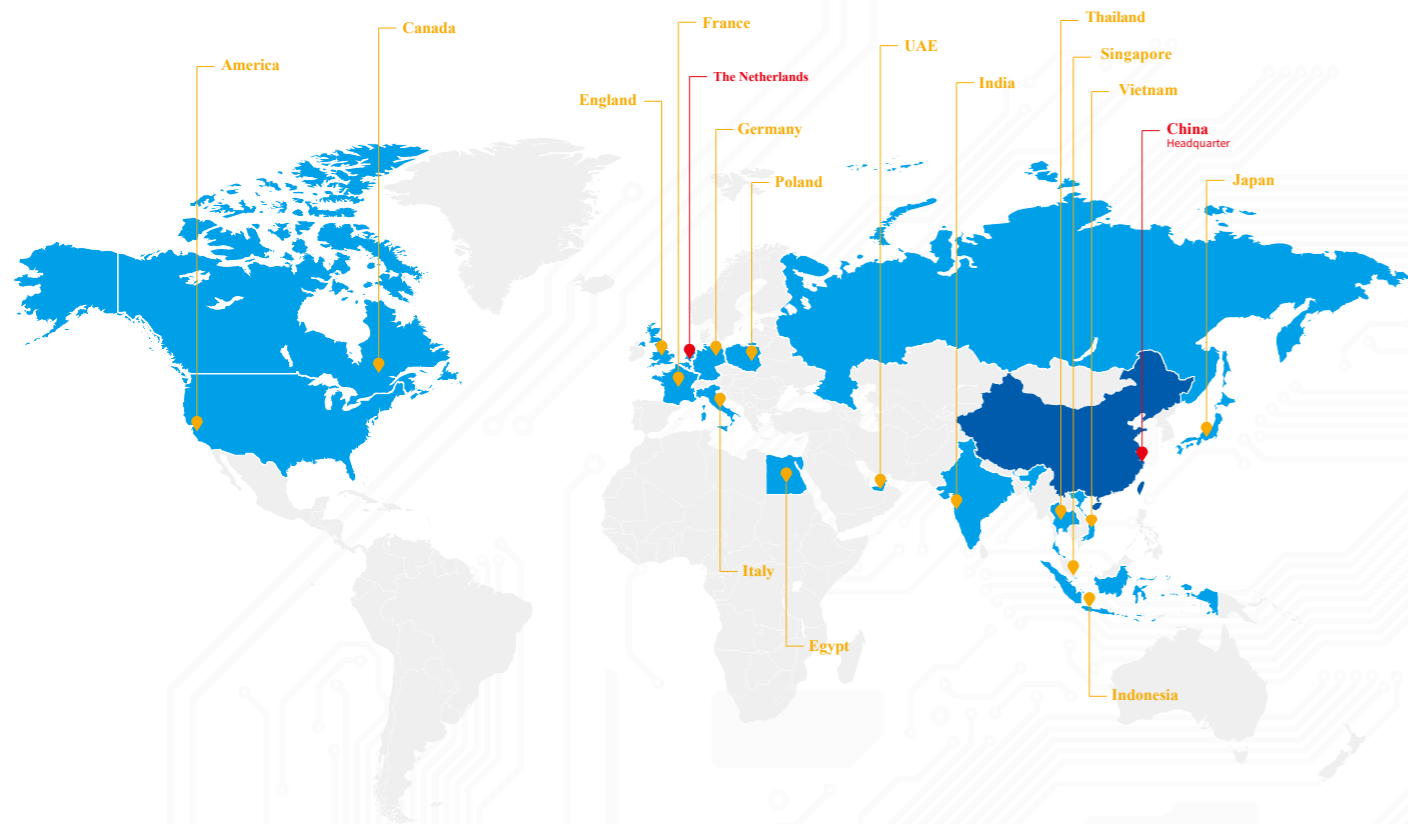 Thailand
France
Canada
UAE
Singapore
America
The Netherlands
India
Vietnam
England
Germany
China
Headquarter
Poland
Japan
Italy
Egypt
Indonesia